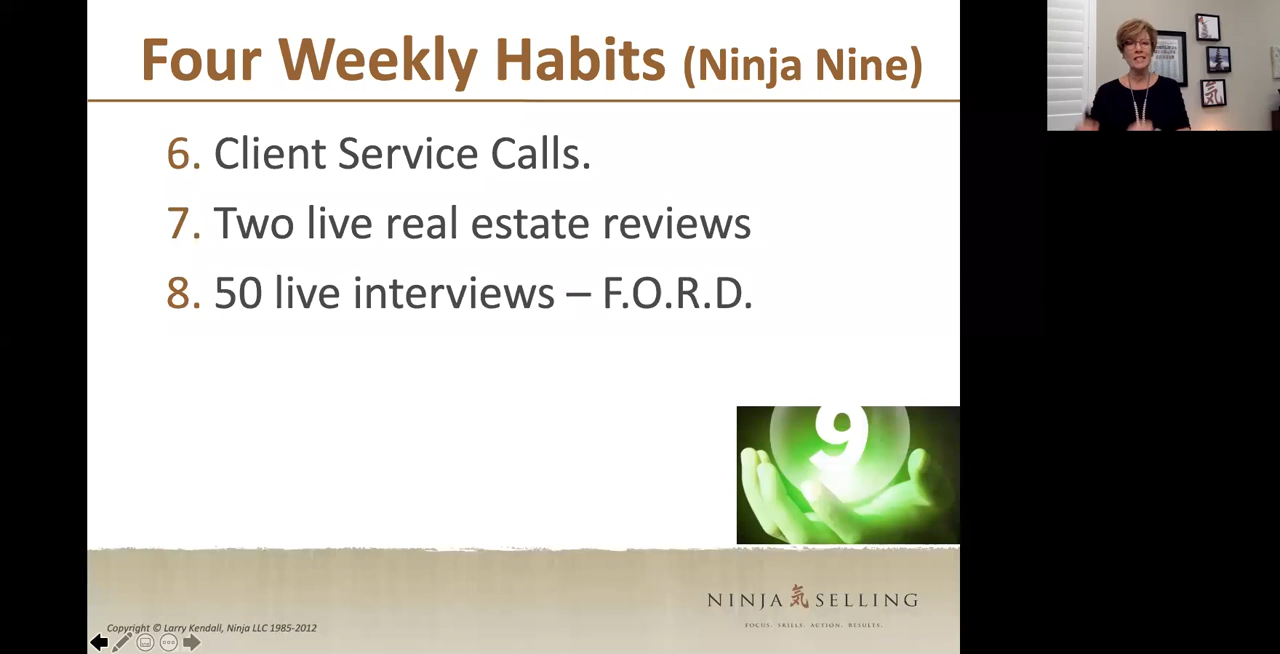 Four Weekly Habits (Ninja Nine)
6. Client Service Calls.
7. Two live real estate reviews
8. 50 live interviews – F.O.R.D.
9
NINJA 気 SELLING
FOCUS. SKILLS. ACTION. RESULTS.
Copyright © Larry Kendall, Ninja LLC 1985-2012
気